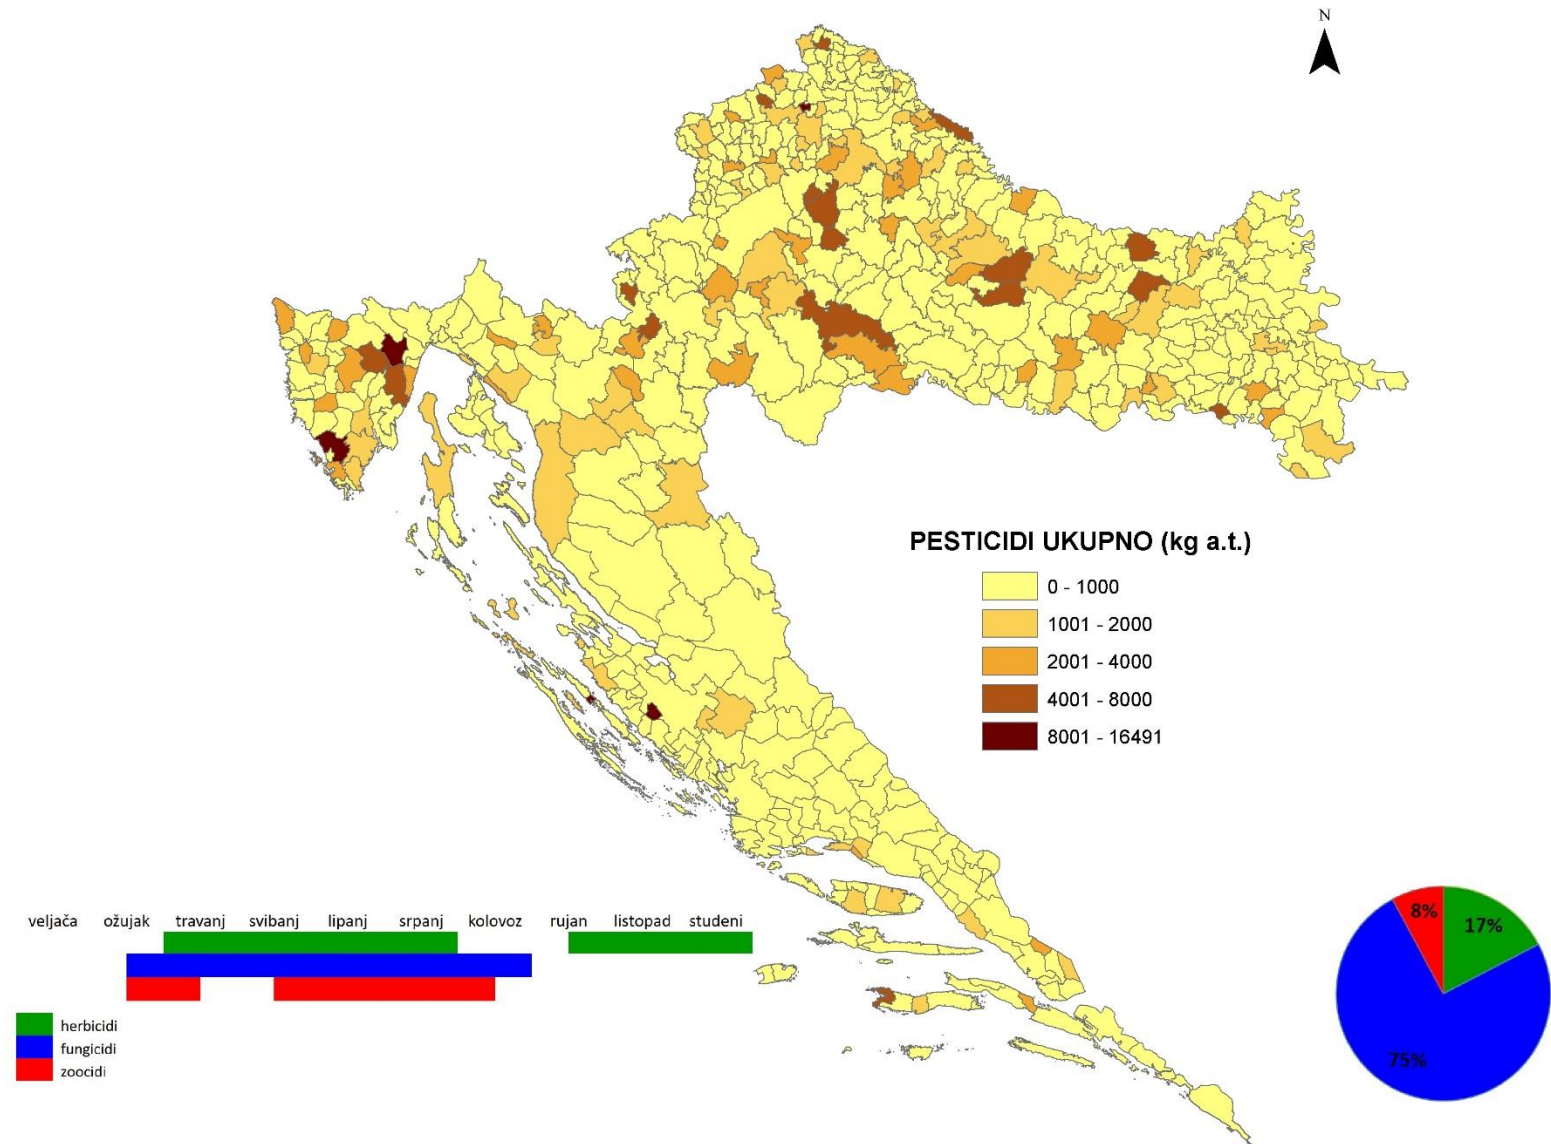 N
PESTICIDI UKUPNO (kg a.t.)
0 - 1000
1001 - 2000
2001 - 4000
4001 - 8000
8001 - 16491
veljača ožujak travanj svibanj lipanj srpanj kolovoz rujan listopad studeni
herbicidi
fungicidi
zoocidi
8%
17%
75%